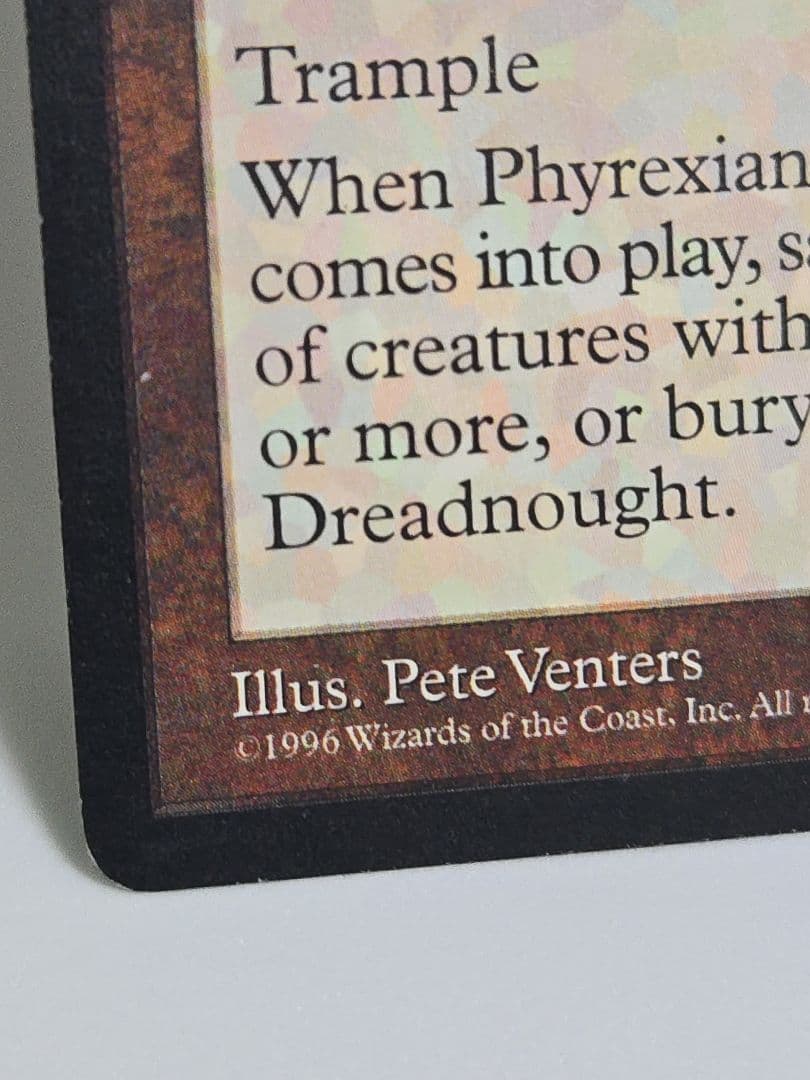 Trample
When Phyrexian
comes into play,
of creatures with
or more, or bury
Dreadnought.
Illus. Pete Venters
©1996 Wizards of the Coast, Inc. All